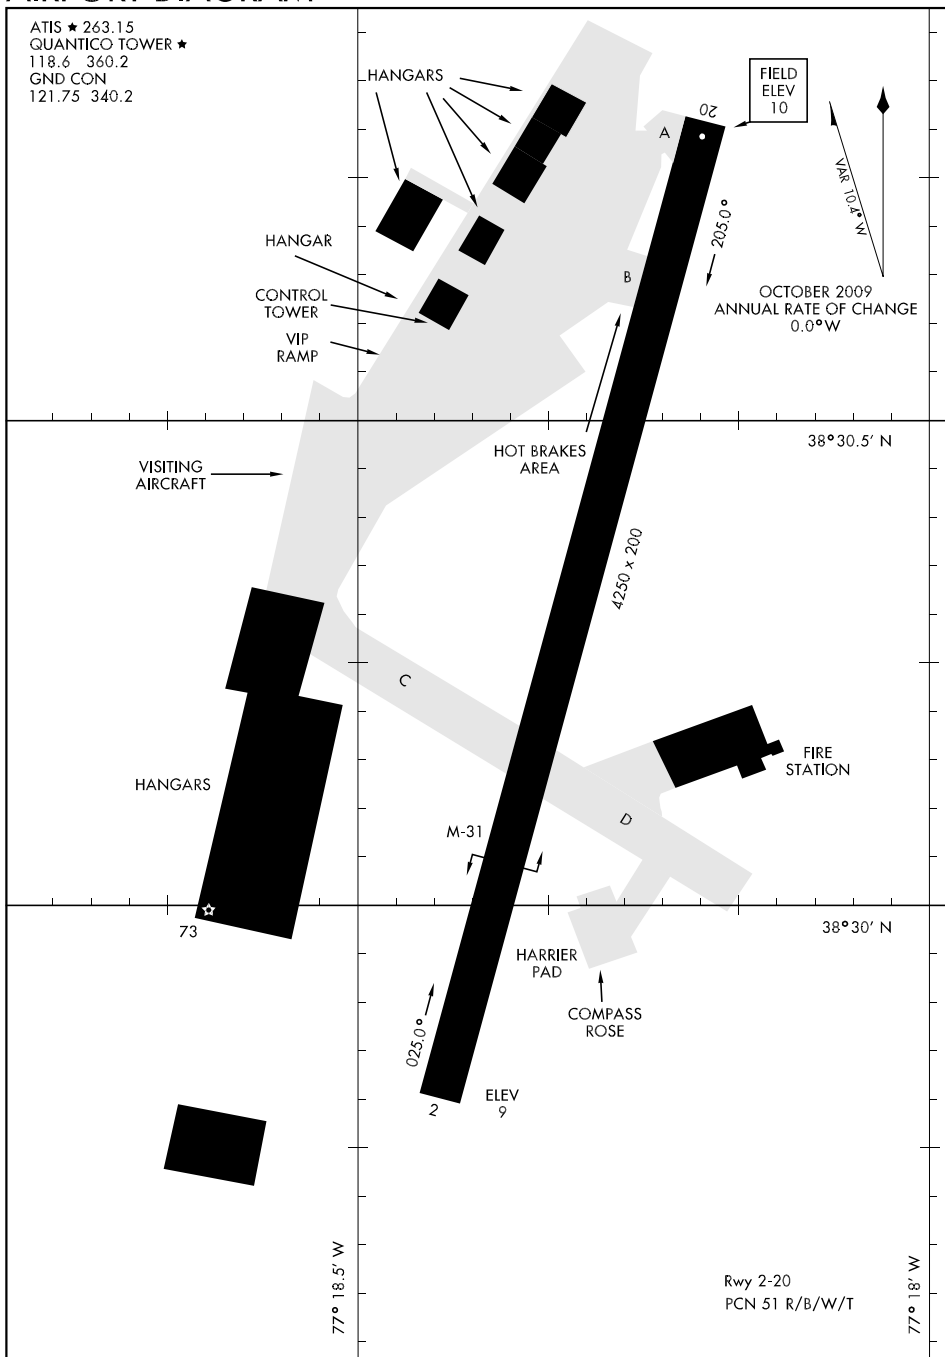 ATIS ★ 263.15
QUANTICO TOWER ★
118.6 360.2
GND CON
121.75 340.2
HANGARS
FIELD
ELEV
10
20
A
VAR 10.4° W
205.0°
HANGAR
B
CONTROL
TOWER
OCTOBER 2009
ANNUAL RATE OF CHANGE
0.0° W
VIP
RAMP
38° 30.5' N
HOT BRAKES
AREA
VISITING
AIRCRAFT
4250 x 200
C
FIRE
STATION
HANGARS
D
M-31
73
38° 30' N
HARRIER
PAD
COMPASS
ROSE
025.0°
2
ELEV
9
77° 18.5' W
77° 18' W
Rwy 2-20
PCN 51 R/B/W/T